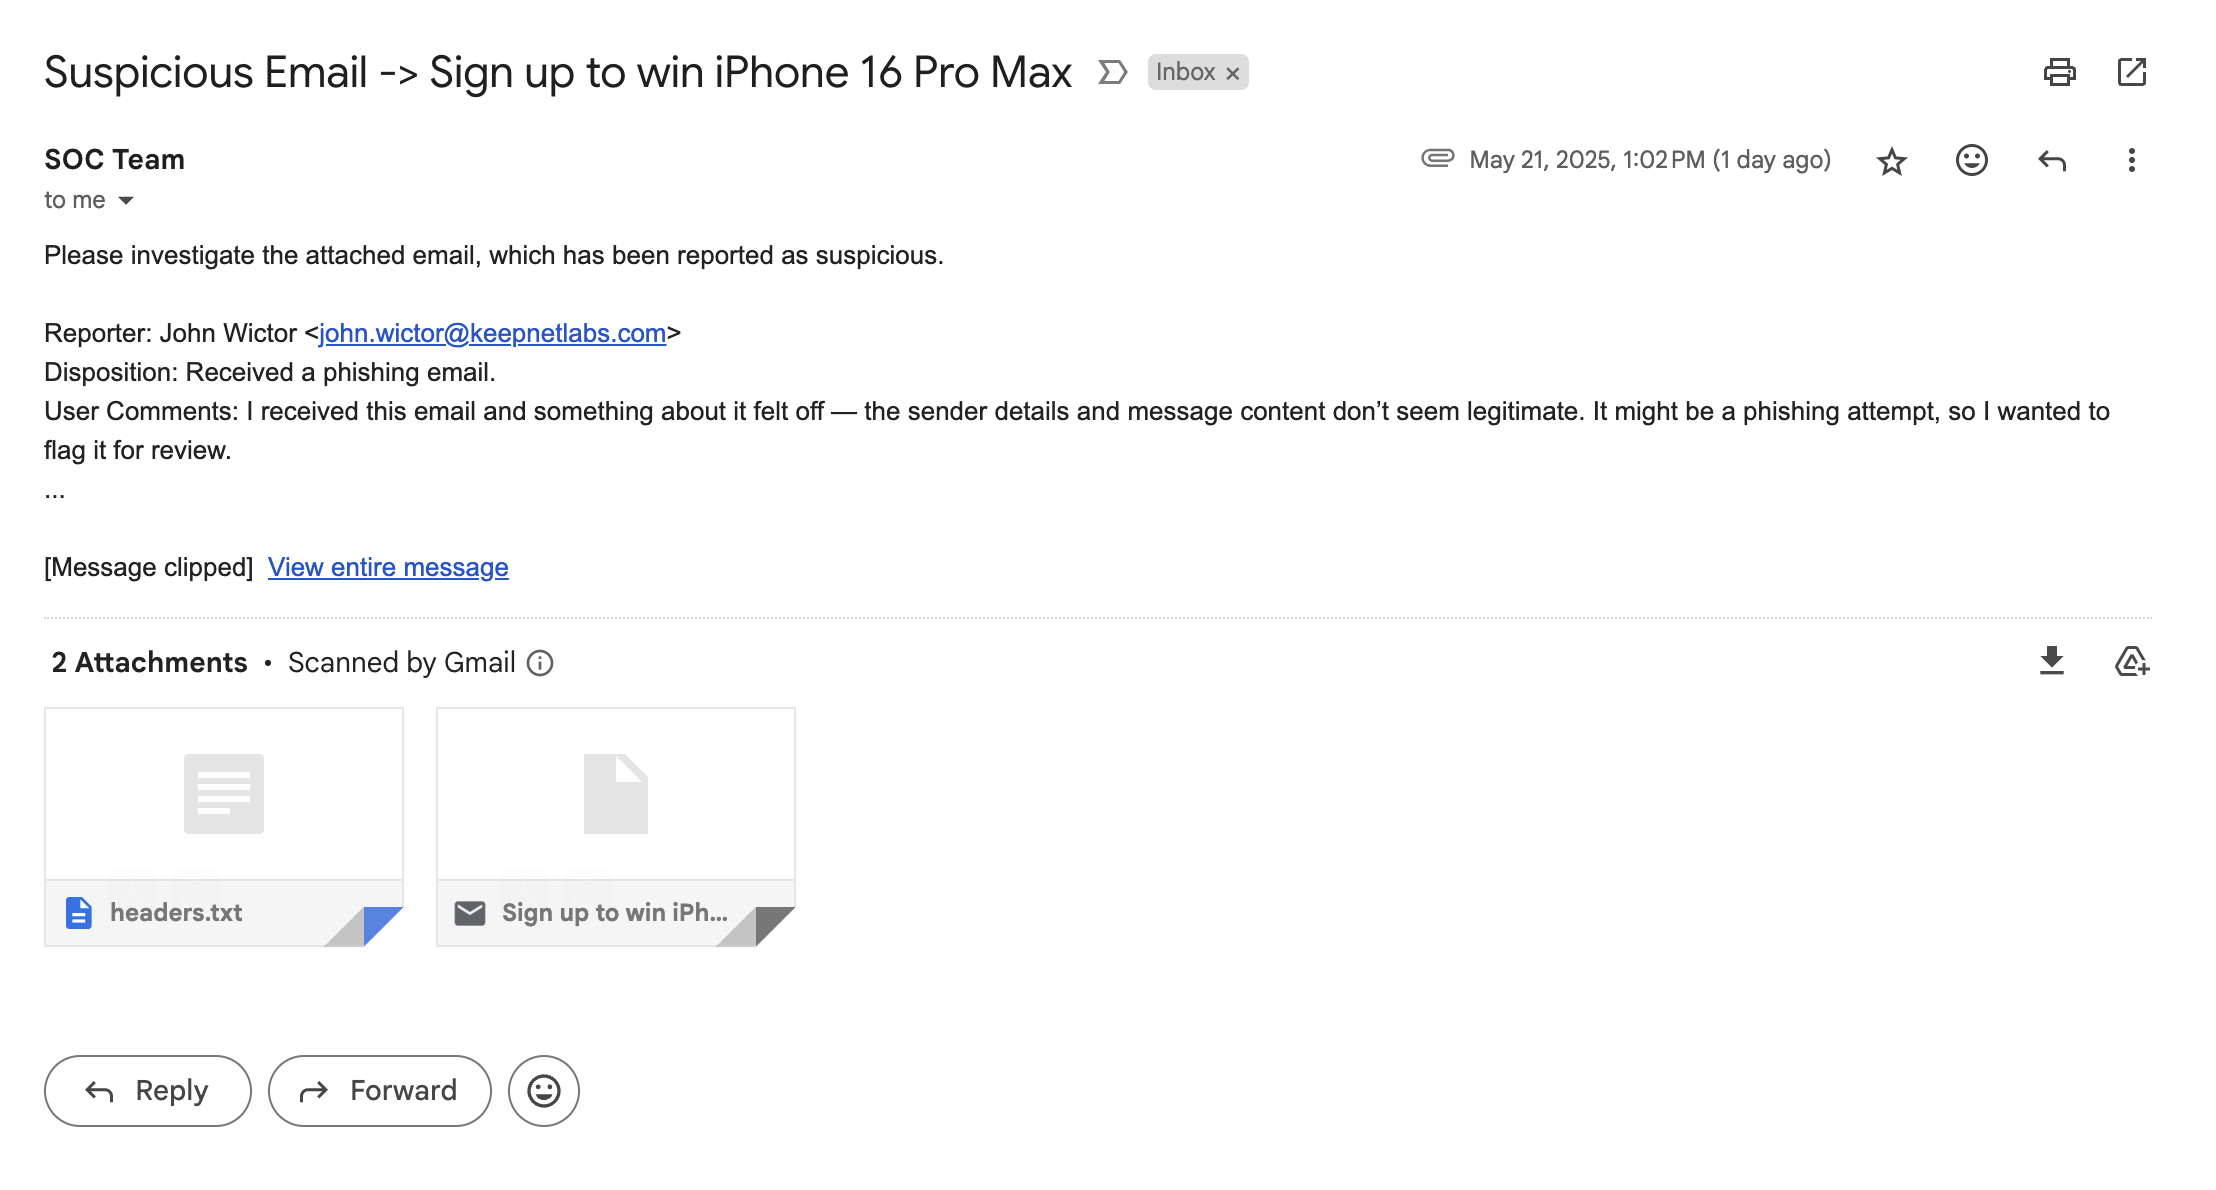 Suspicious Email -> Sign up to win iPhone 16 Pro Max Inbox ×
SOC Team
May 21, 2025, 1:02 PM (1 day ago)
to me
Please investigate the attached email, which has been reported as suspicious.
Reporter: John Wictor <john.wictor@keepnetlabs.com>
Disposition: Received a phishing email.
User Comments: I received this email and something about it felt off — the sender details and message content don’t seem legitimate. It might be a phishing attempt, so I wanted to
flag it for review.
...
[Message clipped] View entire message
2 Attachments • Scanned by Gmail
headers.txt
Sign up to win iPh...
Reply
Forward